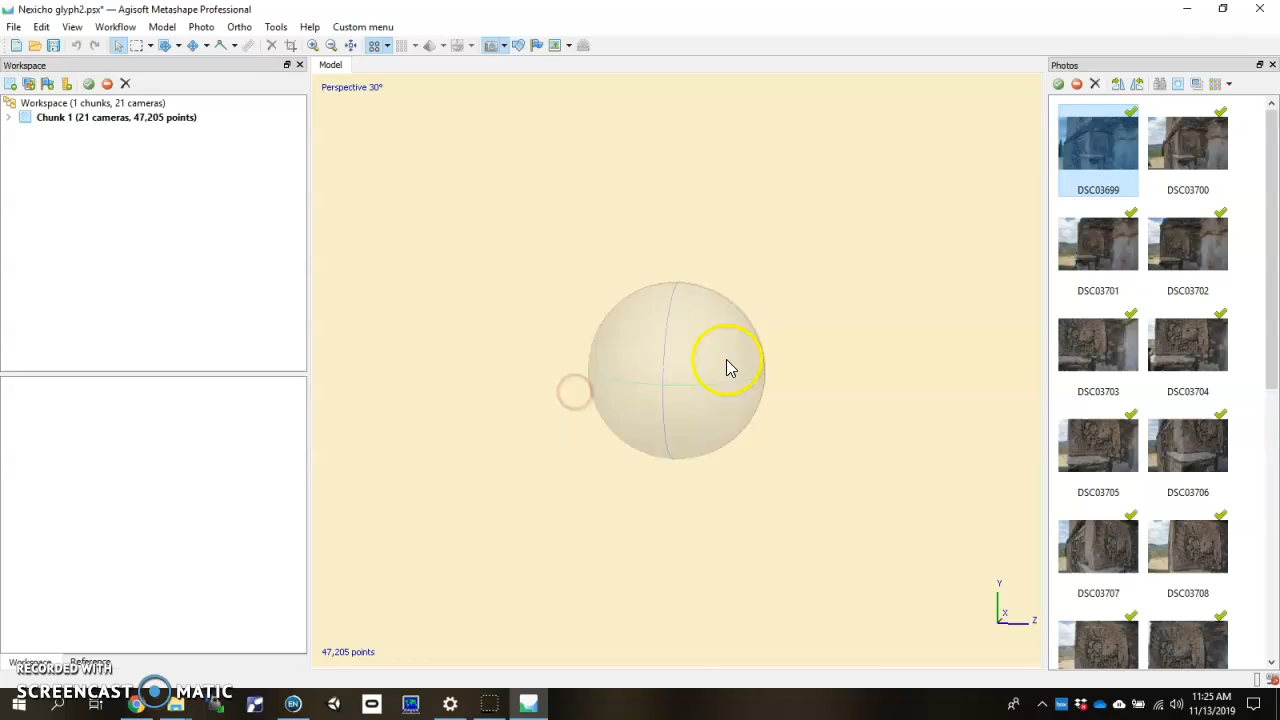 Nexicho glyph2.psx* — Agisoft Metashape Professional
File Edit View Workflow Model Photo Ortho Tools Help Custom menu
Workspace
Model
Photos
Perspective 30°
Workspace (1 chunks, 21 cameras)
Chunk 1 (21 cameras, 47,205 points)
DSC03699 DSC03700
DSC03701 DSC03702
DSC03703 DSC03704
DSC03705 DSC03706
DSC03707 DSC03708
Y
X
Z
47,205 points
Workspace Reference
RECORDED WITH
SCREENCAST MATIC
EN
11:25 AM
11/13/2019